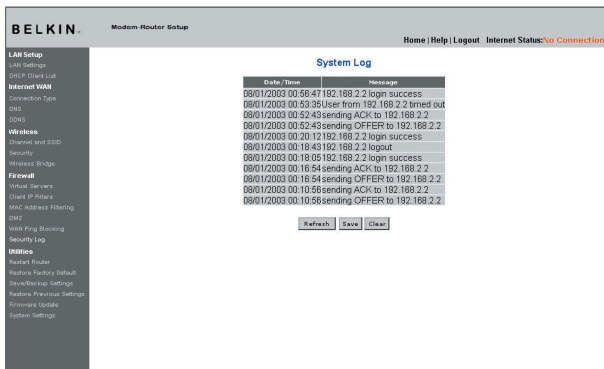 BELKIN.
Modem-Router Setup
Home | Help | Logout   Internet Status:No Connection
LAN Setup
LAN Settings
DHCP Client List
Internet WAN
Connection Type
DNS
DDNS
Wireless
Channel and SSID
Security
Wireless Bridge
Firewall
Virtual Servers
Client IP Filters
MAC Address Filtering
DMZ
WAN Ping Blocking
Security Log
Utilities
Restart Router
Restore Factory Default
Save/Backup Settings
Restore Previous Settings
Firmware Update
System Settings
System Log
Date/Time Message
08/01/2003 00:56:47 192.168.2.2 login success
08/01/2003 00:53:35 User from 192.168.2.2 timed out
08/01/2003 00:52:43 sending ACK to 192.168.2.2
08/01/2003 00:52:43 sending OFFER to 192.168.2.2
08/01/2003 00:20:12 192.168.2.2 login success
08/01/2003 00:18:43 192.168.2.2 logout
08/01/2003 00:18:05 192.168.2.2 login success
08/01/2003 00:16:54 sending ACK to 192.168.2.2
08/01/2003 00:16:54 sending OFFER to 192.168.2.2
08/01/2003 00:10:56 sending ACK to 192.168.2.2
08/01/2003 00:10:56 sending OFFER to 192.168.2.2
Refresh Save Clear